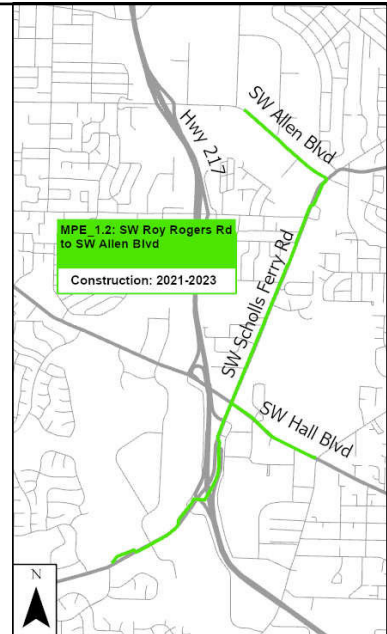 SW Allen Blvd
Hwy 217
MPE_1.2: SW Roy Rogers Rd
to SW Allen Blvd
Construction: 2021-2023
SW Scholls Ferry Rd
SW Hall Blvd
N